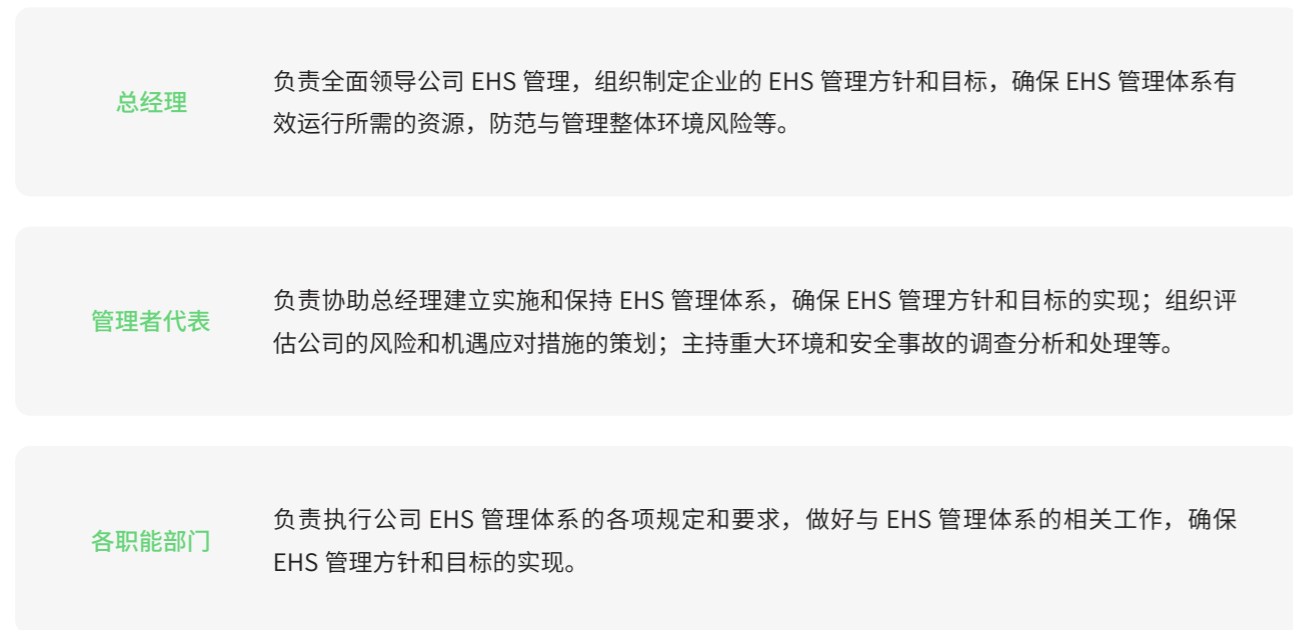 总经理
负责全面领导公司 EHS 管理，组织制定企业的 EHS 管理方针和目标，确保 EHS 管理体系有
效运行所需的资源，防范与管理整体环境风险等。
管理者代表
负责协助总经理建立实施和保持 EHS 管理体系，确保 EHS 管理方针和目标的实现；组织评
估公司的风险和机遇应对措施的策划；主持重大环境和安全事故的调查分析和处理等。
各职能部门
负责执行公司 EHS 管理体系的各项规定和要求，做好与 EHS 管理体系的相关工作，确保
EHS 管理方针和目标的实现。